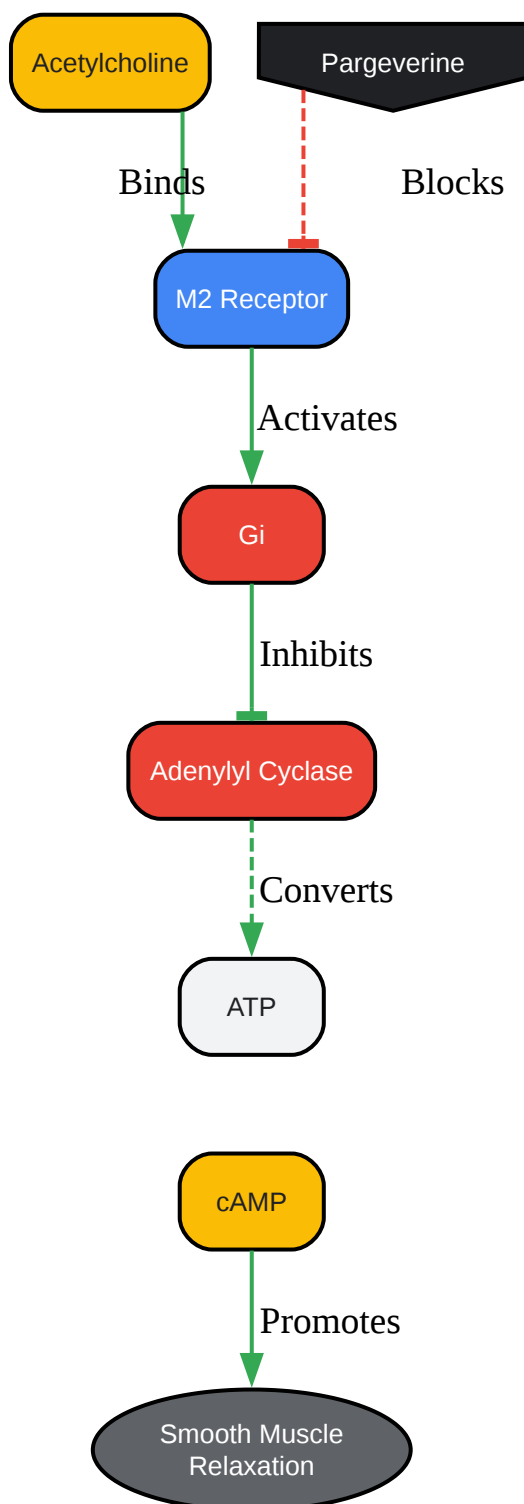 Acetylcholine
Pargeverine
Binds
Blocks
M2 Receptor
Activates
Gi
Inhibits
Adenylyl Cyclase
Converts
ATP
cAMP
Promotes
Smooth Muscle
Relaxation